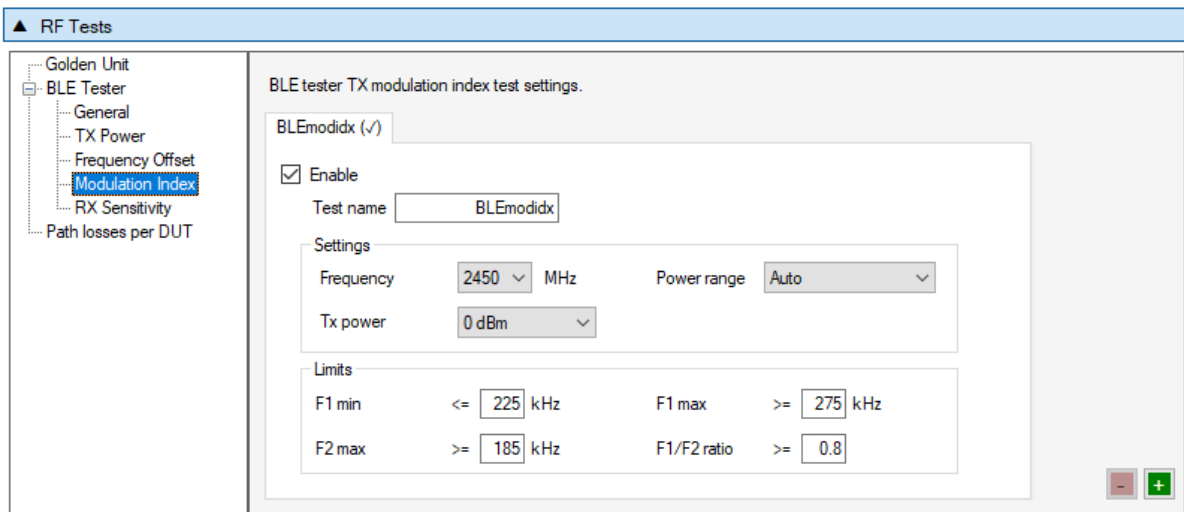 ▲ RF Tests
Golden Unit
BLE Tester
General
TX Power
Frequency Offset
Modulation Index
RX Sensitivity
Path losses per DUT
BLE tester TX modulation index test settings.
BLEmodidx (✓)
Enable
Test name BLEmodidx
Settings
Frequency 2450 MHz Power range Auto
Tx power 0 dBm
Limits
F1 min <= 225 kHz F1 max >= 275 kHz
F2 max >= 185 kHz F1/F2 ratio >= 0.8
- +